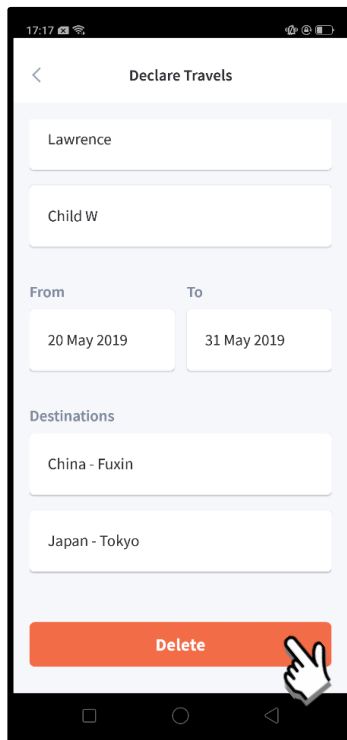 17:17
Declare Travels
Lawrence
Child W
From To
20 May 2019 31 May 2019
Destinations
China - Fuxin
Japan - Tokyo
Delete